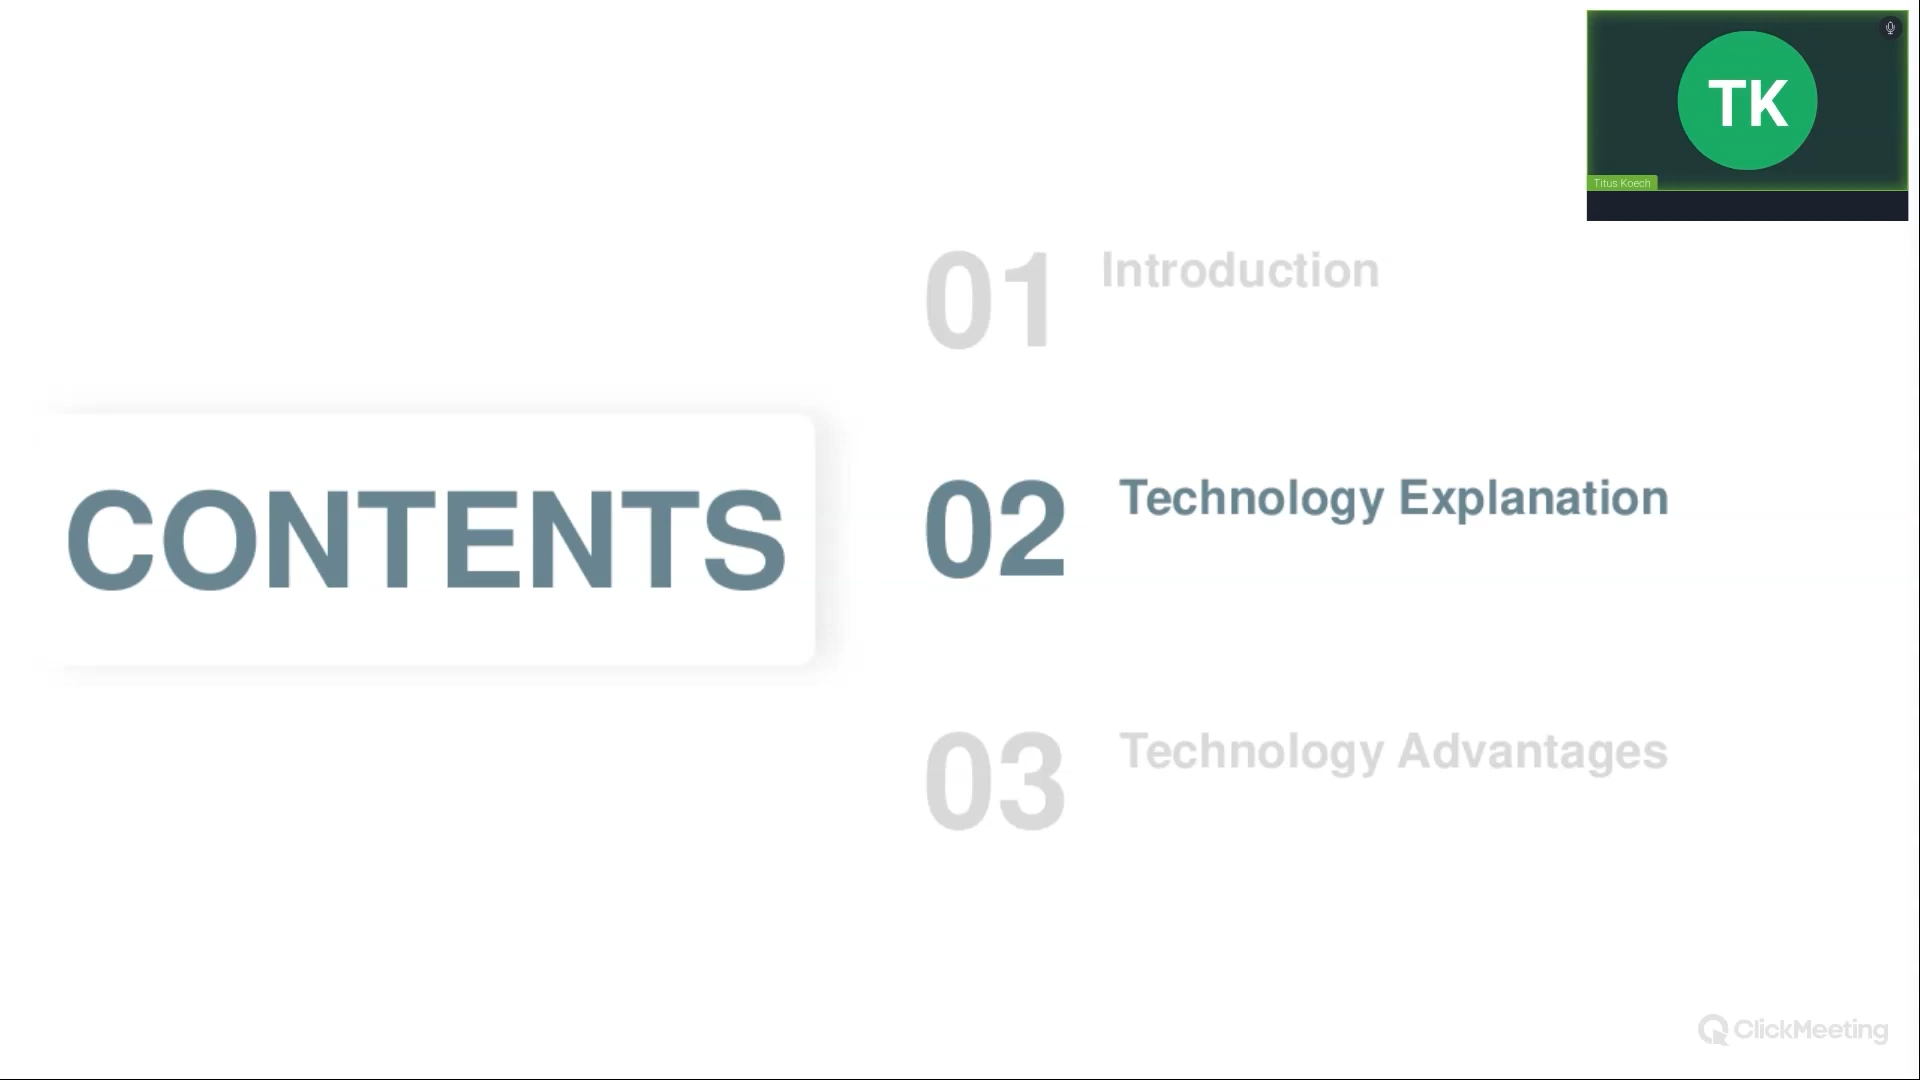 TK
Titus Koech
01 Introduction
CONTENTS
02 Technology Explanation
03 Technology Advantages
ClickMeeting